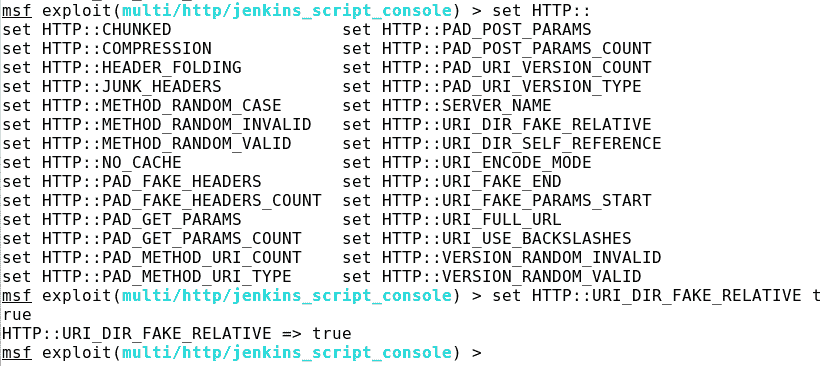 msf exploit(multi/http/jenkins_script_console) > set HTTP::
set HTTP::CHUNKED                 set HTTP::PAD_POST_PARAMS
set HTTP::COMPRESSION             set HTTP::PAD_POST_PARAMS_COUNT
set HTTP::HEADER_FOLDING          set HTTP::PAD_URI_VERSION_COUNT
set HTTP::JUNK_HEADERS            set HTTP::PAD_URI_VERSION_TYPE
set HTTP::METHOD_RANDOM_CASE      set HTTP::SERVER_NAME
set HTTP::METHOD_RANDOM_INVALID   set HTTP::URI_DIR_FAKE_RELATIVE
set HTTP::METHOD_RANDOM_VALID     set HTTP::URI_DIR_SELF_REFERENCE
set HTTP::NO_CACHE                set HTTP::URI_ENCODE_MODE
set HTTP::PAD_FAKE_HEADERS        set HTTP::URI_FAKE_END
set HTTP::PAD_FAKE_HEADERS_COUNT  set HTTP::URI_FAKE_PARAMS_START
set HTTP::PAD_GET_PARAMS          set HTTP::URI_FULL_URL
set HTTP::PAD_GET_PARAMS_COUNT    set HTTP::URI_USE_BACKSLASHES
set HTTP::PAD_METHOD_URI_COUNT    set HTTP::VERSION_RANDOM_INVALID
set HTTP::PAD_METHOD_URI_TYPE     set HTTP::VERSION_RANDOM_VALID
msf exploit(multi/http/jenkins_script_console) > set HTTP::URI_DIR_FAKE_RELATIVE t
rue
HTTP::URI_DIR_FAKE_RELATIVE => true
msf exploit(multi/http/jenkins_script_console) >